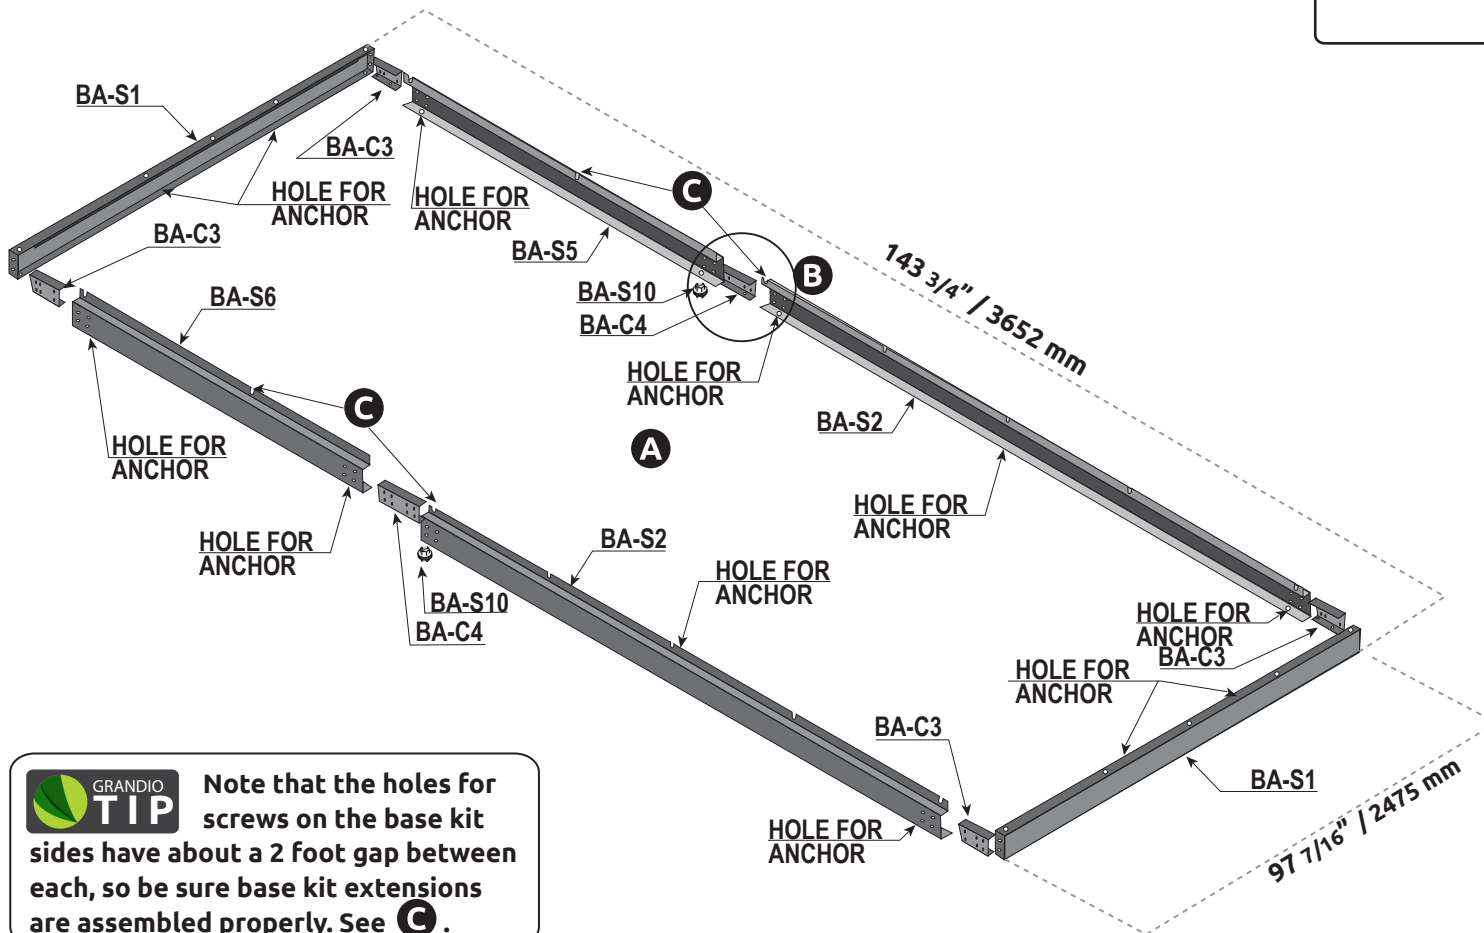 BA-S1
BA-C3
HOLE FOR
ANCHOR
HOLE FOR
ANCHOR
C
BA-C3
BA-S5
BA-S6
BA-S10
BA-C4
B
143 3/4" / 3652 mm
HOLE FOR
ANCHOR
C
BA-S2
HOLE FOR
ANCHOR
A
HOLE FOR
ANCHOR
HOLE FOR
ANCHOR
BA-S2
HOLE FOR
ANCHOR
BA-S10
BA-C4
HOLE FOR
ANCHOR
BA-C3
HOLE FOR
ANCHOR
BA-C3
BA-S1
HOLE FOR
ANCHOR
97 7/16" / 2475 mm
GRANDIO
TIP
Note that the holes for
screws on the base kit
sides have about a 2 foot gap between
each, so be sure base kit extensions
are assembled properly. See C .